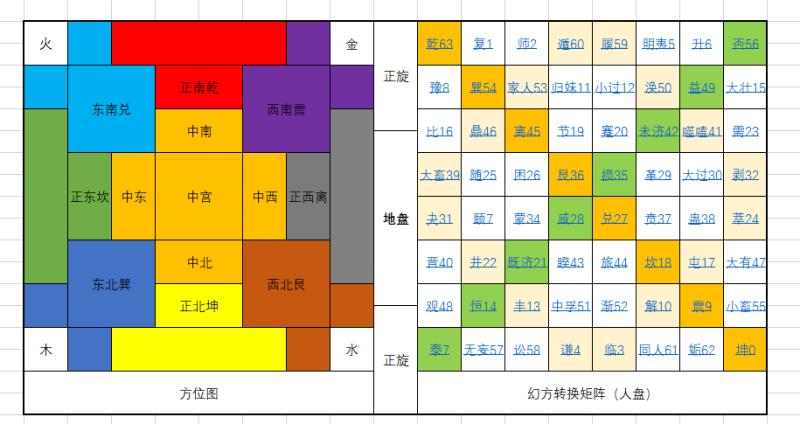 火 金 正旋 乾63 复1 师2 遁60 履59 明夷5 升6 否56
东南兑 正南乾 西南震 豫8 巽54 家人53 归妹11 小过12 涣50 益49 大壮15
中南 比16 鼎46 离45 节19 蹇20 未济42 噬嗑41 需23
正东坎 中东 中宫 中西 正西离 地盘 大畜39 随25 困26 艮36 损35 革29 大过30 剥32
夬31 颐7 蒙34 咸28 兑27 贲37 蛊38 萃24
东北巽 中北 西北艮 晋40 井22 既济21 睽43 旅44 坎18 屯17 大有47
正北坤 观48 恒14 丰13 中孚51 渐52 解10 震9 小畜55
木 水 正旋 泰7 无妄57 讼58 谦4 临3 同人61 姤62 坤0
方位图 幻方转换矩阵（人盘）